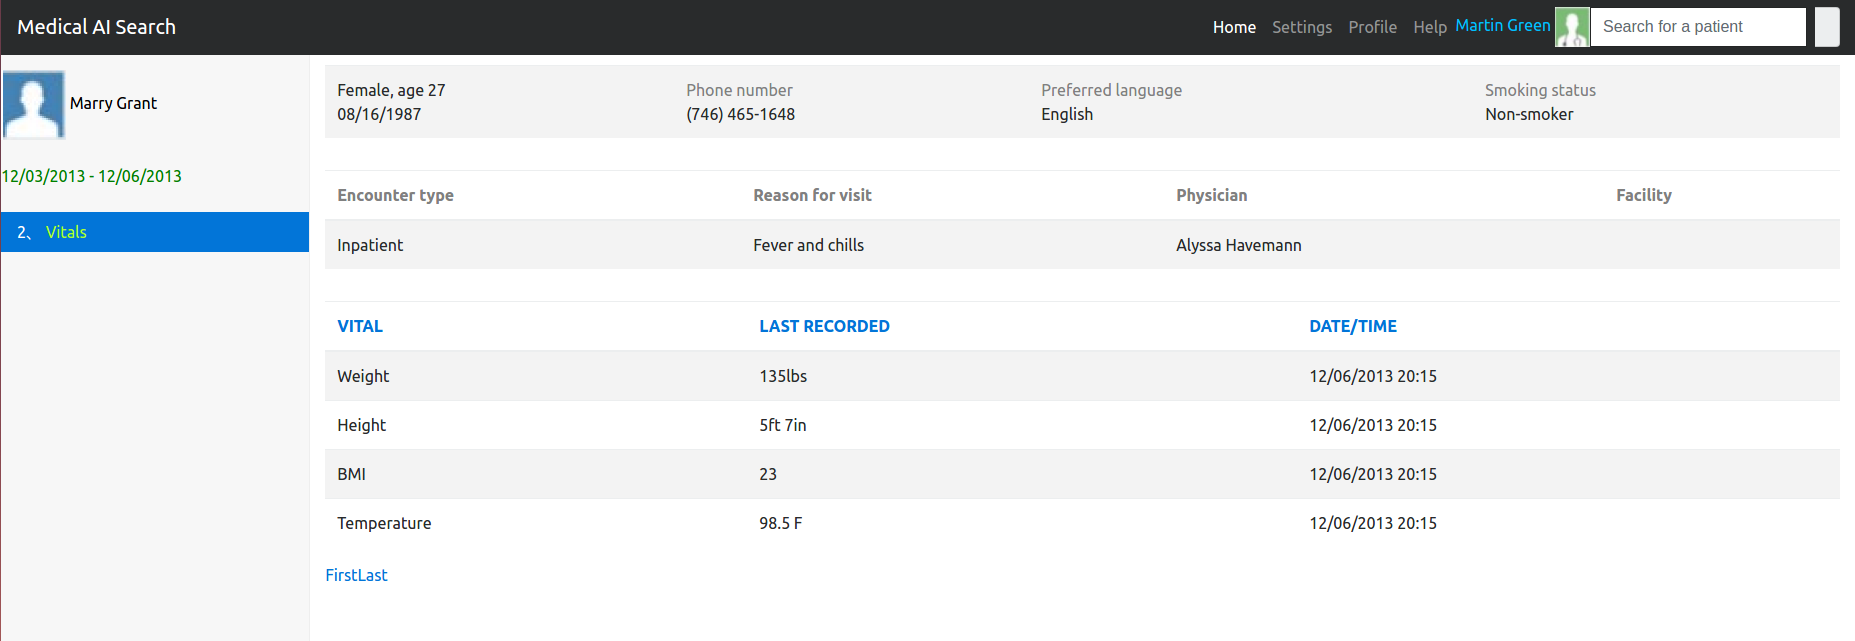 Medical AI Search Home Settings Profile Help Martin Green Search for a patient
Marry Grant
12/03/2013 - 12/06/2013
2、 Vitals
Female, age 27 Phone number Preferred language Smoking status
08/16/1987 (746) 465-1648 English Non-smoker
Encounter type Reason for visit Physician Facility
Inpatient Fever and chills Alyssa Havemann
VITAL LAST RECORDED DATE/TIME
Weight 135lbs 12/06/2013 20:15
Height 5ft 7in 12/06/2013 20:15
BMI 23 12/06/2013 20:15
Temperature 98.5 F 12/06/2013 20:15
FirstLast